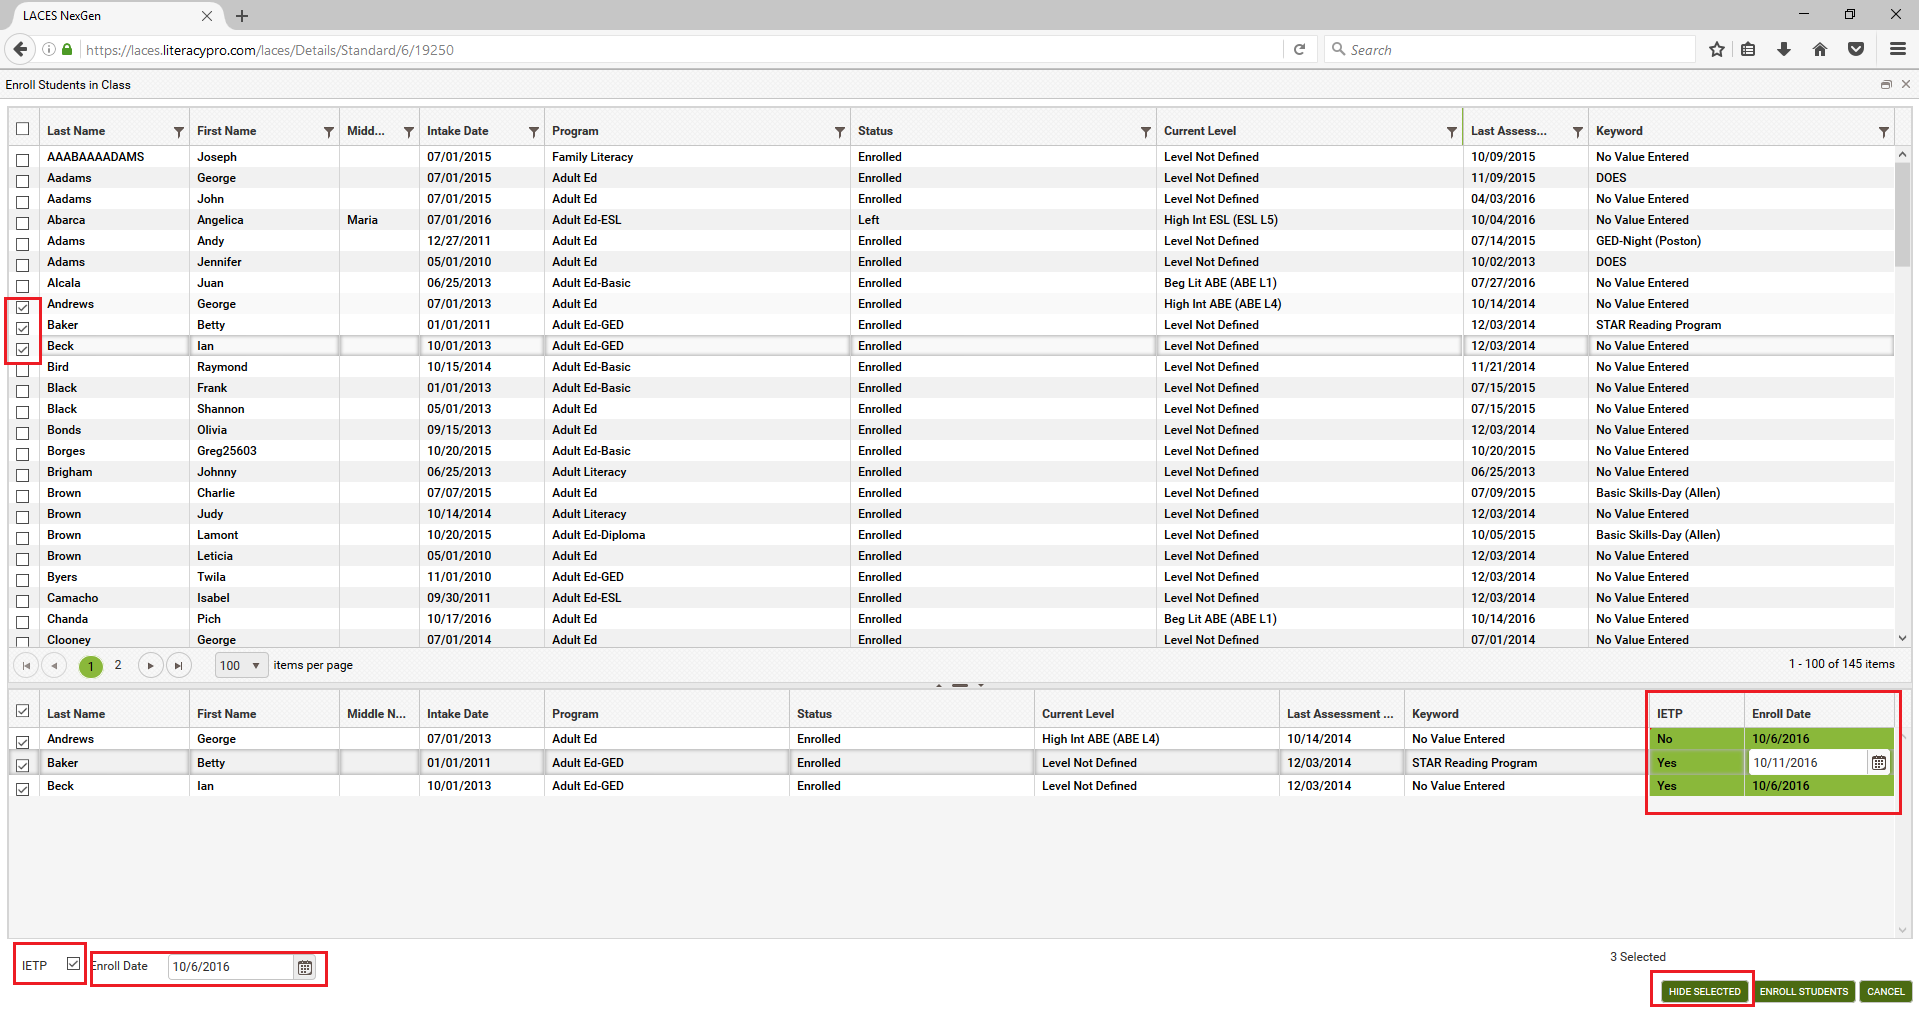 LACES NexGen
https://laces.literacypro.com/laces/Details/Standard/6/19250
Search
Enroll Students in Class
Last Name First Name Midd... Intake Date Program Status Current Level Last Assess... Keyword
AAABAAAADAMS Joseph 07/01/2015 Family Literacy Enrolled Level Not Defined 10/09/2015 No Value Entered
Aadams George 07/01/2015 Adult Ed Enrolled Level Not Defined 11/09/2015 DOES
Aadams John 07/01/2015 Adult Ed Enrolled Level Not Defined 04/03/2016 No Value Entered
Abarca Angelica Maria 07/01/2016 Adult Ed-ESL Left High Int ESL (ESL L5) 10/04/2016 No Value Entered
Adams Andy 12/27/2011 Adult Ed Enrolled Level Not Defined 07/14/2015 GED-Night (Poston)
Adams Jennifer 05/01/2010 Adult Ed Enrolled Level Not Defined 10/02/2013 DOES
Alcala Juan 06/25/2013 Adult Ed-Basic Enrolled Beg Lit ABE (ABE L1) 07/27/2016 No Value Entered
Andrews George 07/01/2013 Adult Ed Enrolled High Int ABE (ABE L4) 10/14/2014 No Value Entered
Baker Betty 01/01/2011 Adult Ed-GED Enrolled Level Not Defined 12/03/2014 STAR Reading Program
Beck Ian 10/01/2013 Adult Ed-GED Enrolled Level Not Defined 12/03/2014 No Value Entered
Bird Raymond 10/15/2014 Adult Ed-Basic Enrolled Level Not Defined 11/21/2014 No Value Entered
Black Frank 01/01/2013 Adult Ed-Basic Enrolled Level Not Defined 07/15/2015 No Value Entered
Black Shannon 05/01/2013 Adult Ed Enrolled Level Not Defined 07/15/2015 No Value Entered
Bonds Olivia 09/15/2013 Adult Ed Enrolled Level Not Defined 12/03/2014 No Value Entered
Borges Greg25603 10/20/2015 Adult Ed-Basic Enrolled Level Not Defined 10/20/2015 No Value Entered
Brigham Johnny 06/25/2013 Adult Literacy Enrolled Level Not Defined 06/25/2013 No Value Entered
Brown Charlie 07/07/2015 Adult Ed Enrolled Level Not Defined 07/09/2015 Basic Skills-Day (Allen)
Brown Judy 10/14/2014 Adult Literacy Enrolled Level Not Defined 12/03/2014 No Value Entered
Brown Lamont 10/20/2015 Adult Ed-Diploma Enrolled Level Not Defined 10/05/2015 Basic Skills-Day (Allen)
Brown Leticia 05/01/2010 Adult Ed Enrolled Level Not Defined 12/03/2014 No Value Entered
Byers Twila 11/01/2010 Adult Ed-GED Enrolled Level Not Defined 12/03/2014 No Value Entered
Camacho Isabel 09/30/2011 Adult Ed-ESL Enrolled Level Not Defined 12/03/2014 No Value Entered
Chanda Pich 10/17/2016 Adult Ed Enrolled Beg Lit ABE (ABE L1) 10/14/2016 No Value Entered
Clooney George 07/01/2014 Adult Ed Enrolled Level Not Defined 07/01/2014 No Value Entered
1 2 100 items per page 1 - 100 of 145 items
Last Name First Name Middle N... Intake Date Program Status Current Level Last Assessment ... Keyword IETP Enroll Date
Andrews George 07/01/2013 Adult Ed Enrolled High Int ABE (ABE L4) 10/14/2014 No Value Entered No 10/6/2016
Baker Betty 01/01/2011 Adult Ed-GED Enrolled Level Not Defined 12/03/2014 STAR Reading Program Yes 10/11/2016
Beck Ian 10/01/2013 Adult Ed-GED Enrolled Level Not Defined 12/03/2014 No Value Entered Yes 10/6/2016
IETP Enroll Date 10/6/2016 3 Selected
HIDE SELECTED ENROLL STUDENTS CANCEL